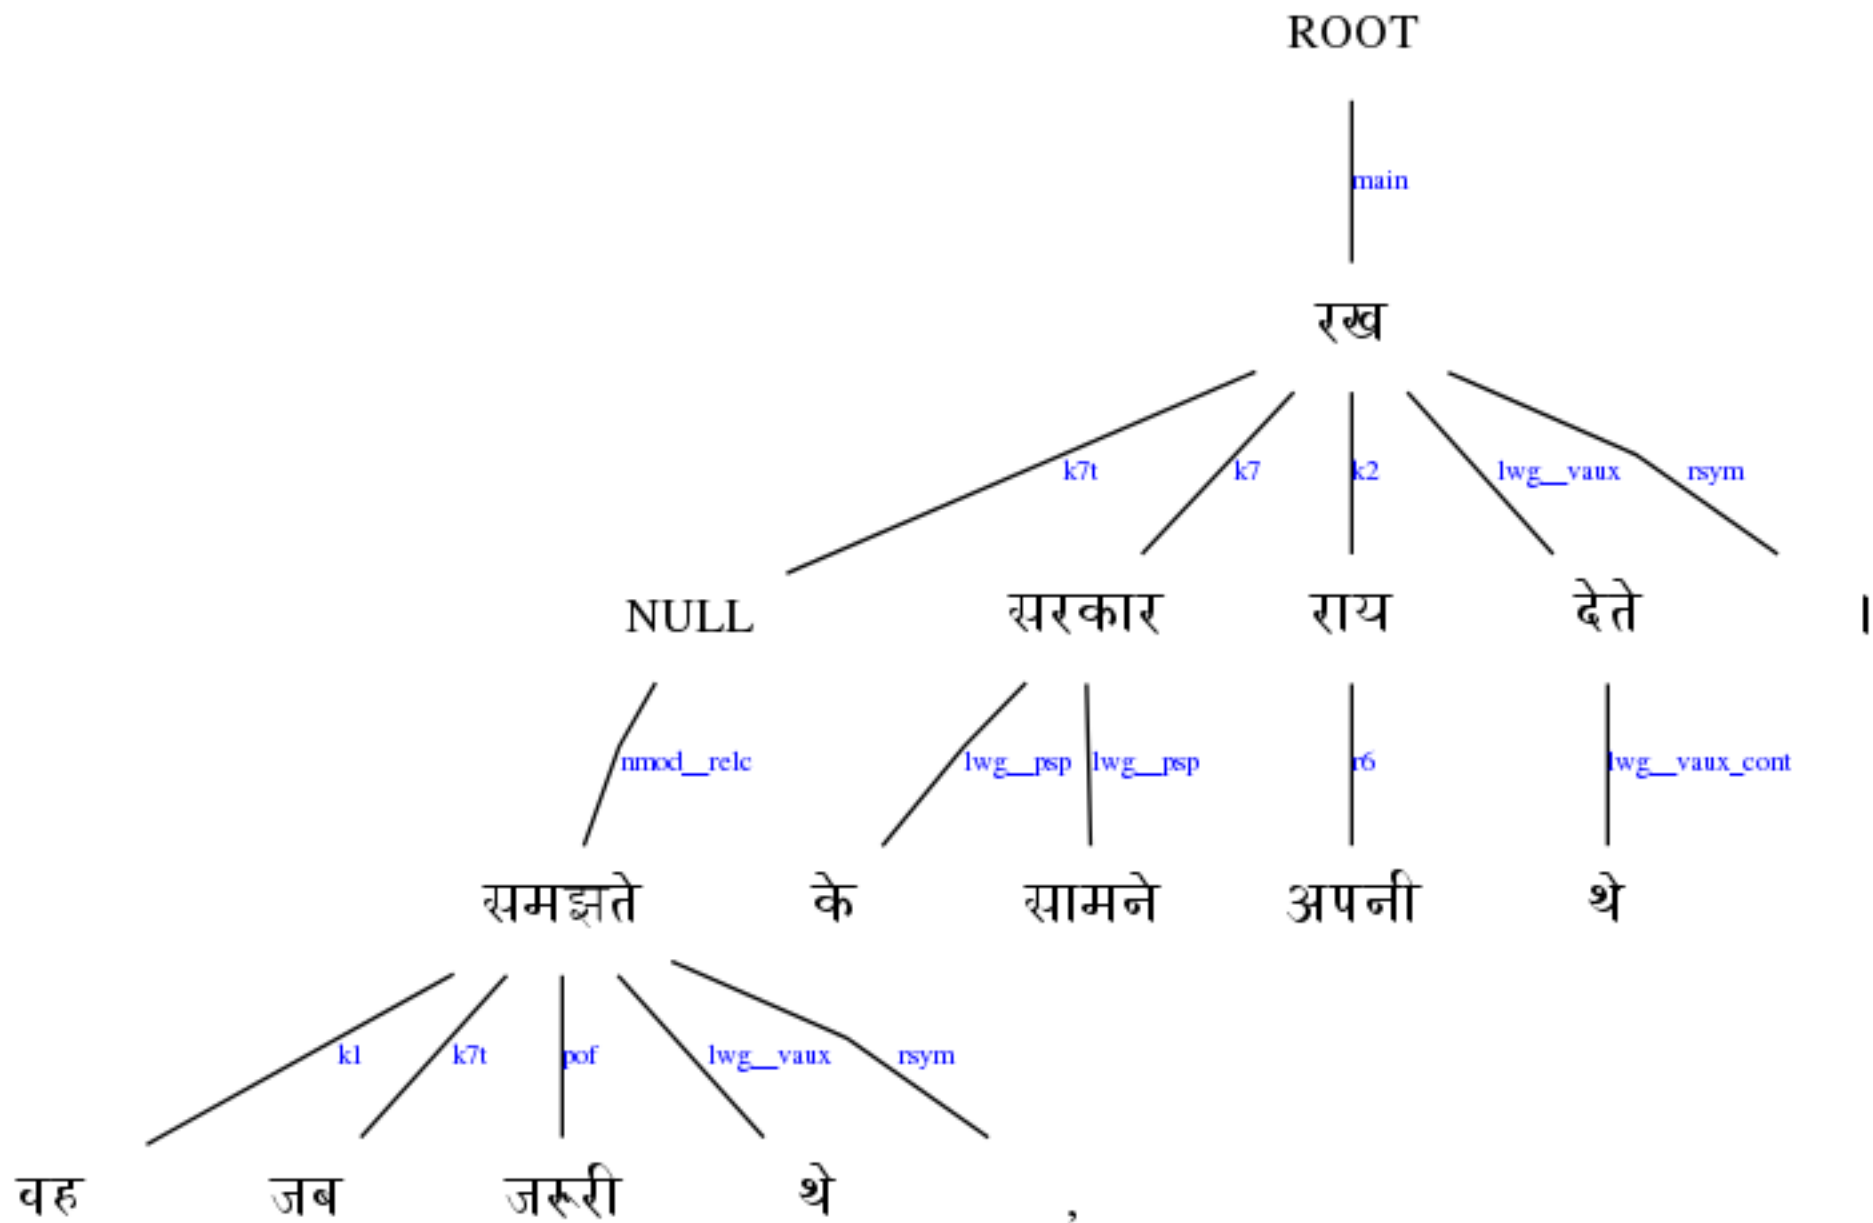 ROOT
main
रख
k7t k7 k2 lwg__vaux rsym
NULL सरकार राय देते ।
nmod__relc lwg__psp lwg__psp r6 lwg__vaux_cont
समझते के सामने अपनी थे
k1 k7t pof lwg__vaux rsym
वह जब जरूरी थे ,